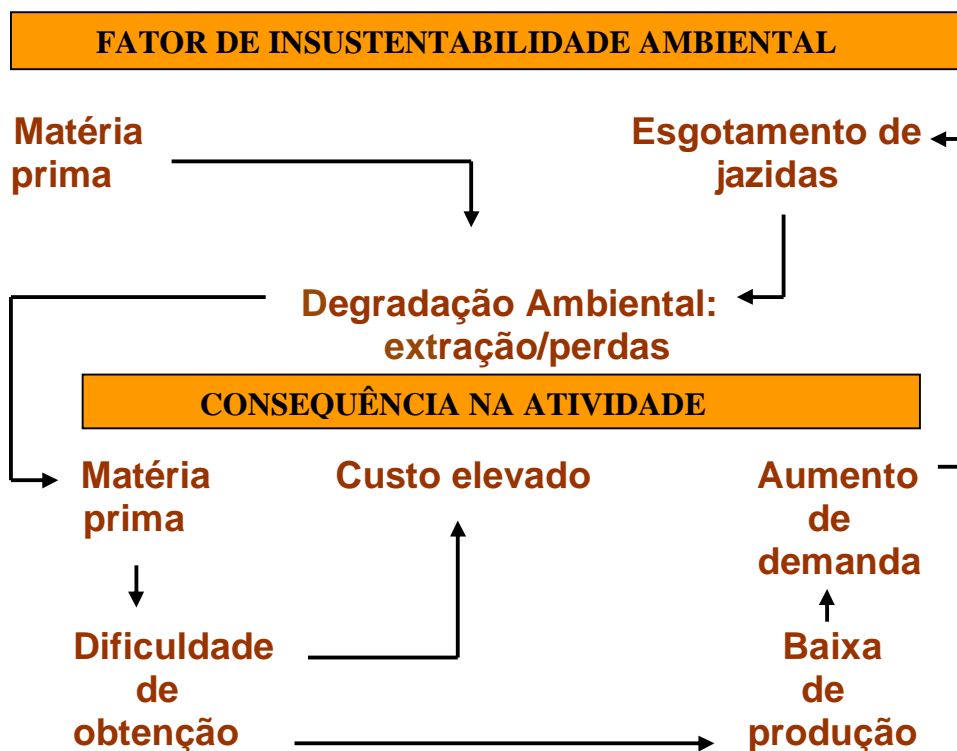 FATOR DE INSUSTENTABILIDADE AMBIENTAL
Matéria
prima
Esgotamento de
jazidas
Degradação Ambiental:
extração/perdas
CONSEQUÊNCIA NA ATIVIDADE
Matéria
prima
Custo elevado
Aumento
de
demanda
Dificuldade
de
obtenção
Baixa
de
produção